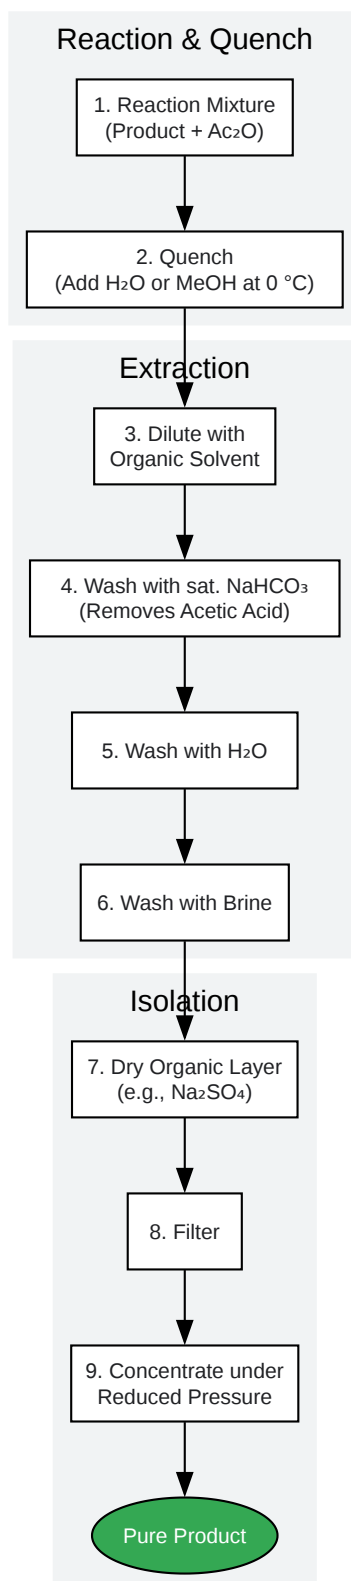 Reaction & Quench
1. Reaction Mixture
(Product + Ac₂O)
2. Quench
(Add H₂O or MeOH at 0 °C)
Extraction
3. Dilute with
Organic Solvent
4. Wash with sat. NaHCO₃
(Removes Acetic Acid)
5. Wash with H₂O
6. Wash with Brine
Isolation
7. Dry Organic Layer
(e.g., Na₂SO₄)
8. Filter
9. Concentrate under
Reduced Pressure
Pure Product